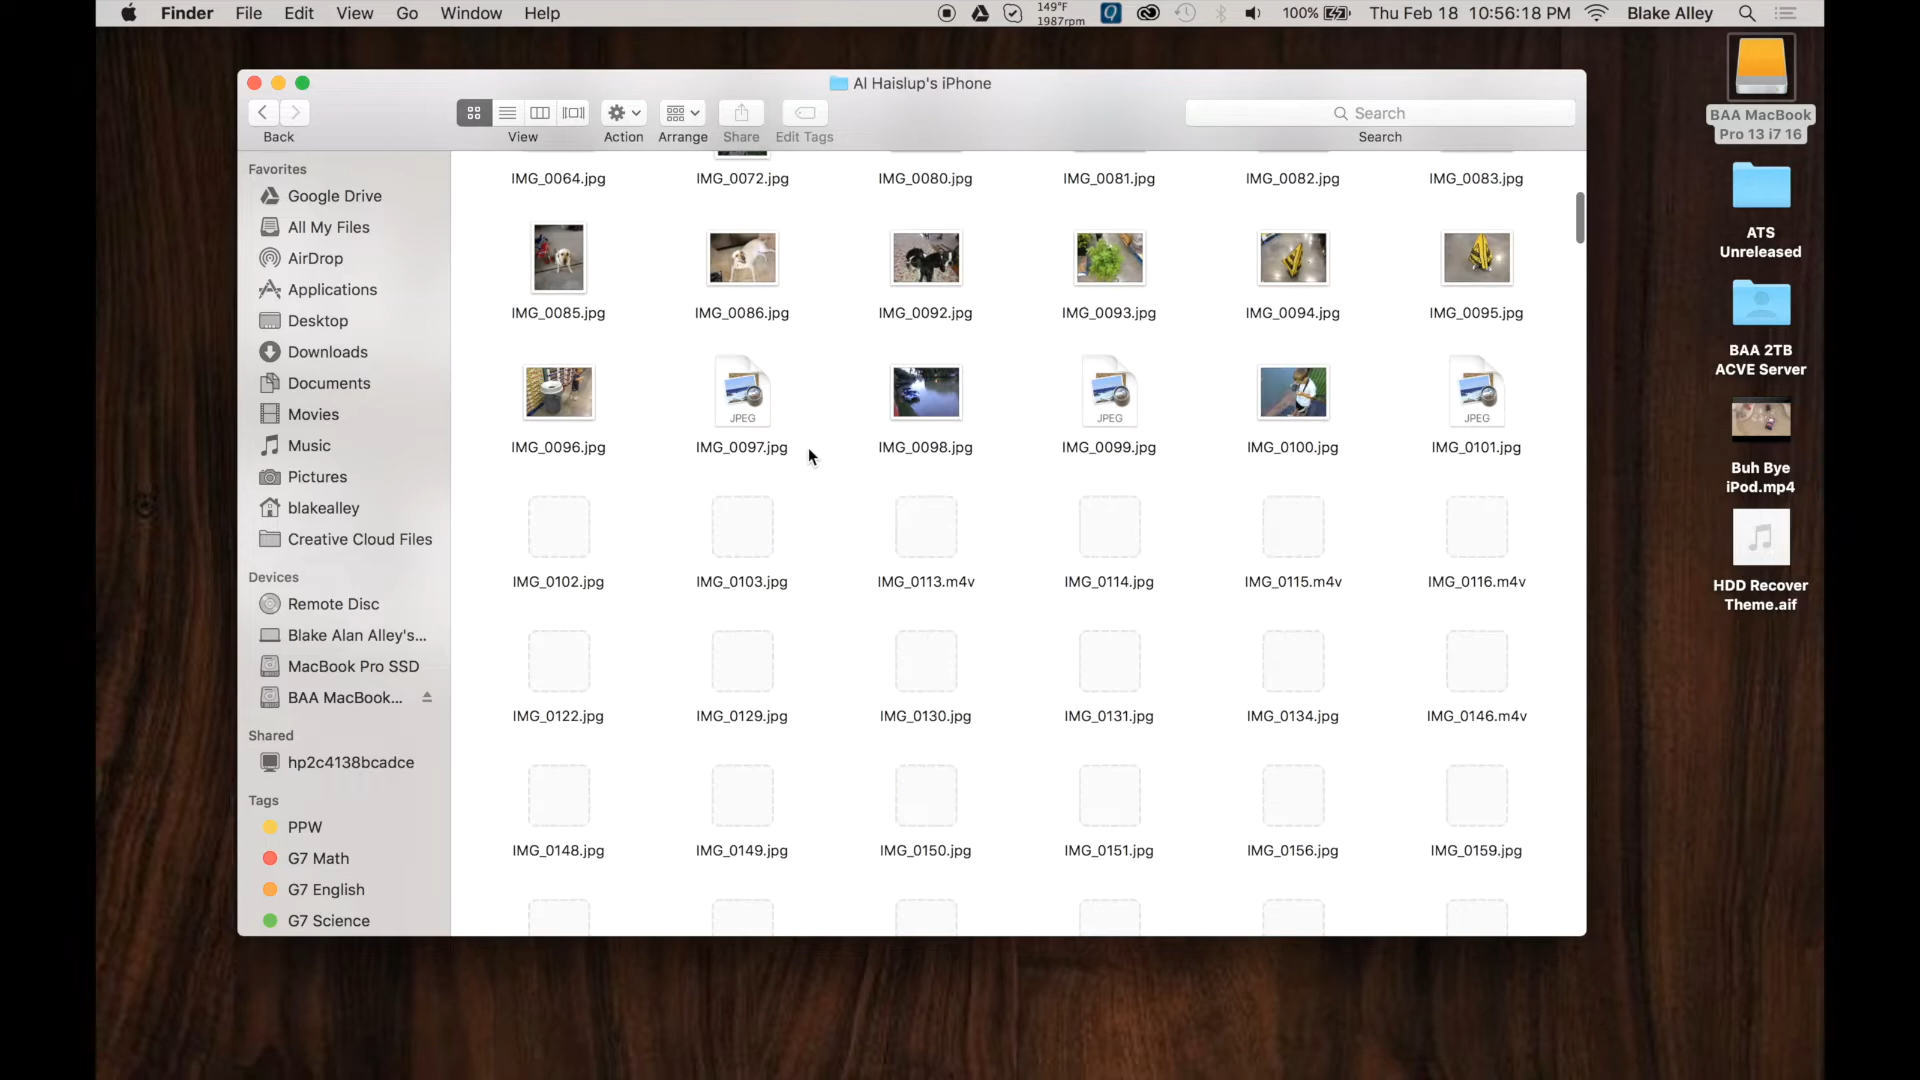 Finder File Edit View Go Window Help 149°F 100% Thu Feb 18 10:56:18 PM Blake Alley
1987rpm
AI Haislup's iPhone
Search
Back View Action Arrange Share Edit Tags Search
Favorites
Google Drive
All My Files
AirDrop
Applications
Desktop
Downloads
Documents
Movies
Music
Pictures
blakealley
Creative Cloud Files
Devices
Remote Disc
Blake Alan Alley's...
MacBook Pro SSD
BAA MacBook...
Shared
hp2c4138bcadce
Tags
PPW
G7 Math
G7 English
G7 Science
IMG_0064.jpg IMG_0072.jpg IMG_0080.jpg IMG_0081.jpg IMG_0082.jpg IMG_0083.jpg
IMG_0085.jpg IMG_0086.jpg IMG_0092.jpg IMG_0093.jpg IMG_0094.jpg IMG_0095.jpg
JPEG JPEG JPEG
IMG_0096.jpg IMG_0097.jpg IMG_0098.jpg IMG_0099.jpg IMG_0100.jpg IMG_0101.jpg
IMG_0102.jpg IMG_0103.jpg IMG_0113.m4v IMG_0114.jpg IMG_0115.m4v IMG_0116.m4v
IMG_0122.jpg IMG_0129.jpg IMG_0130.jpg IMG_0131.jpg IMG_0134.jpg IMG_0146.m4v
IMG_0148.jpg IMG_0149.jpg IMG_0150.jpg IMG_0151.jpg IMG_0156.jpg IMG_0159.jpg
BAA MacBook
Pro 13 i7 16
ATS
Unreleased
BAA 2TB
ACVE Server
Buh Bye
iPod.mp4
HDD Recover
Theme.aif